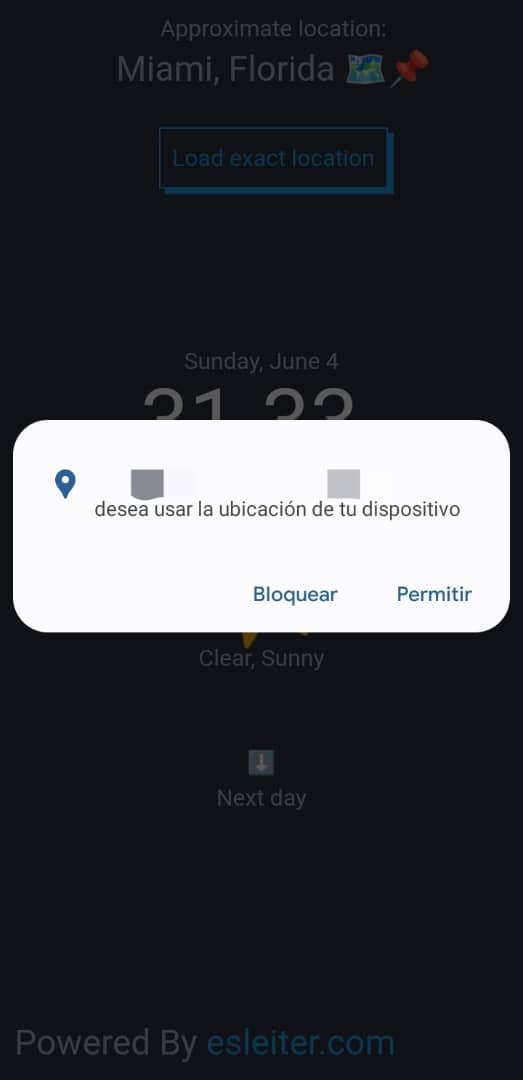 Approximate location:
Miami, Florida
Load exact location
Sunday, June 4
desea usar la ubicación de tu dispositivo
Bloquear
Permitir
Clear, Sunny
Next day
Powered By esleiter.com